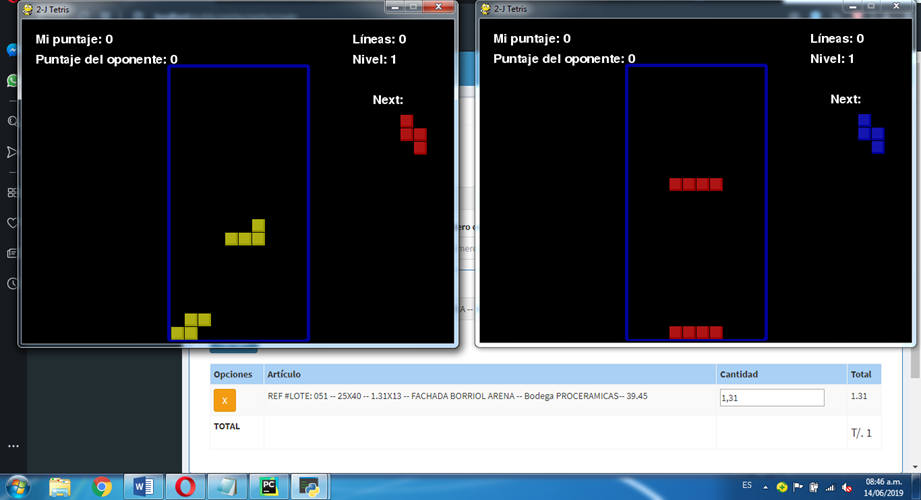 2-J Tetris
Mi puntaje: 0
Líneas: 0
Puntaje del oponente: 0
Nivel: 1
Next:
2-J Tetris
Mi puntaje: 0
Líneas: 0
Puntaje del oponente: 0
Nivel: 1
Next:
Opciones Artículo Cantidad Total
X REF #LOTE: 051 -- 25X40 -- 1.31X13 -- FACHADA BORRIOL ARENA -- Bodega PROCERAMICAS-- 39.45 1,31 1.31
TOTAL
T/. 1
ES
08:46 a.m.
14/06/2019